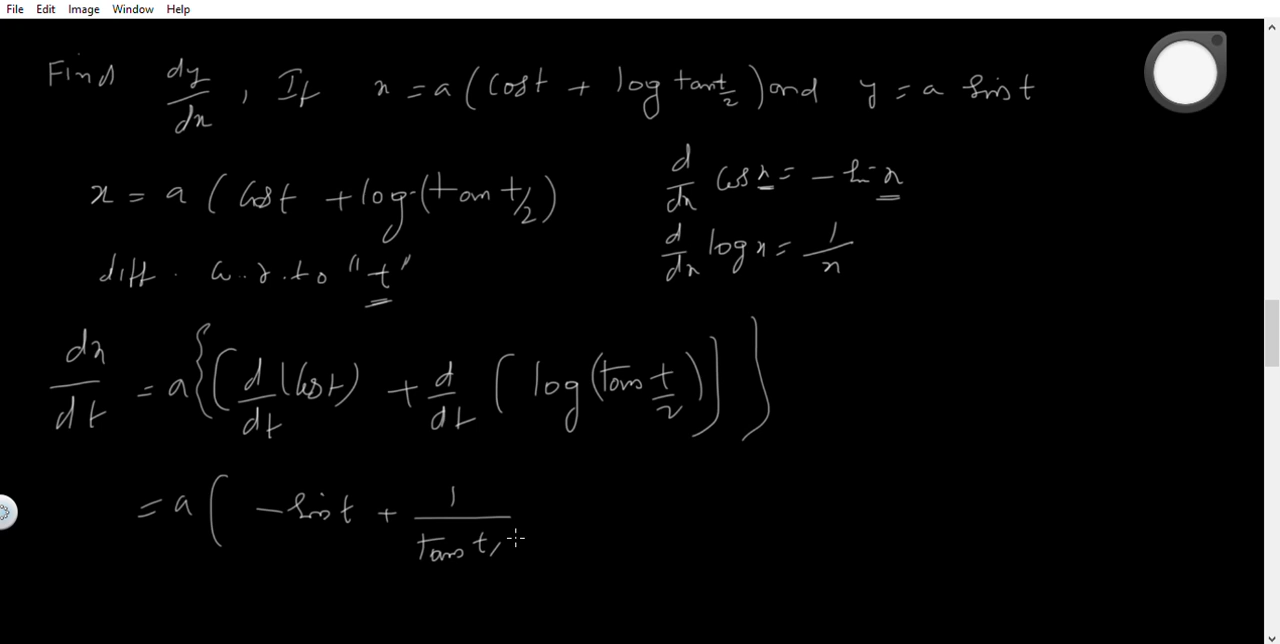 File Edit Image Window Help
Find dy/dx, If x = a (cost + log tan t/2) and y = a sin t
x = a (cost + log (tan t/2)
d/dx cos x = - sin x
d/dx log x = 1/x
diff. w.r.to "t"
dx/dt = a{(d/dt (cost) + d/dt (log (tan t/2)]}
= a( - sin t + 1/tan t/